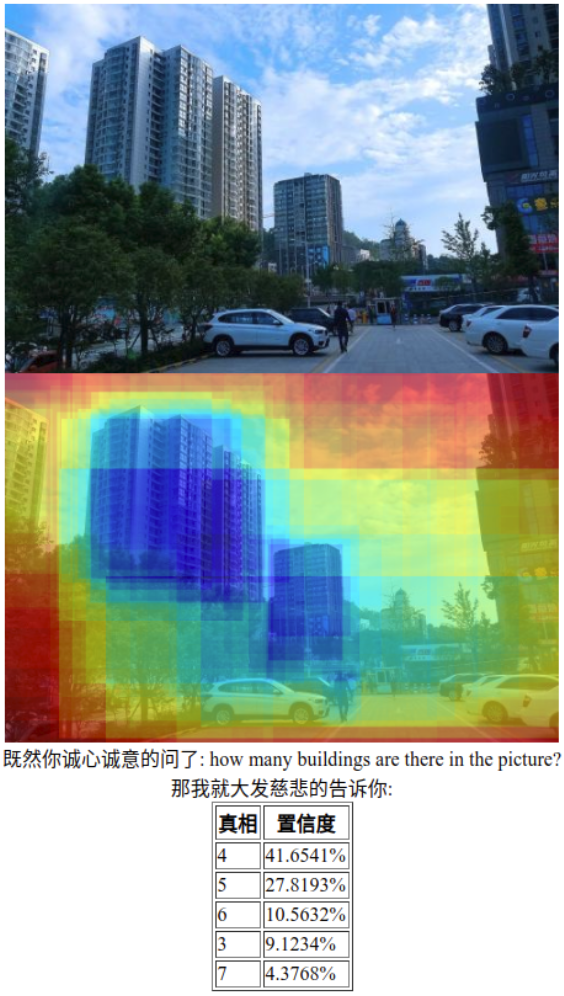 既然你诚心诚意的问了: how many buildings are there in the picture?
那我就大发慈悲的告诉你:
真相 置信度
4 41.6541%
5 27.8193%
6 10.5632%
3 9.1234%
7 4.3768%